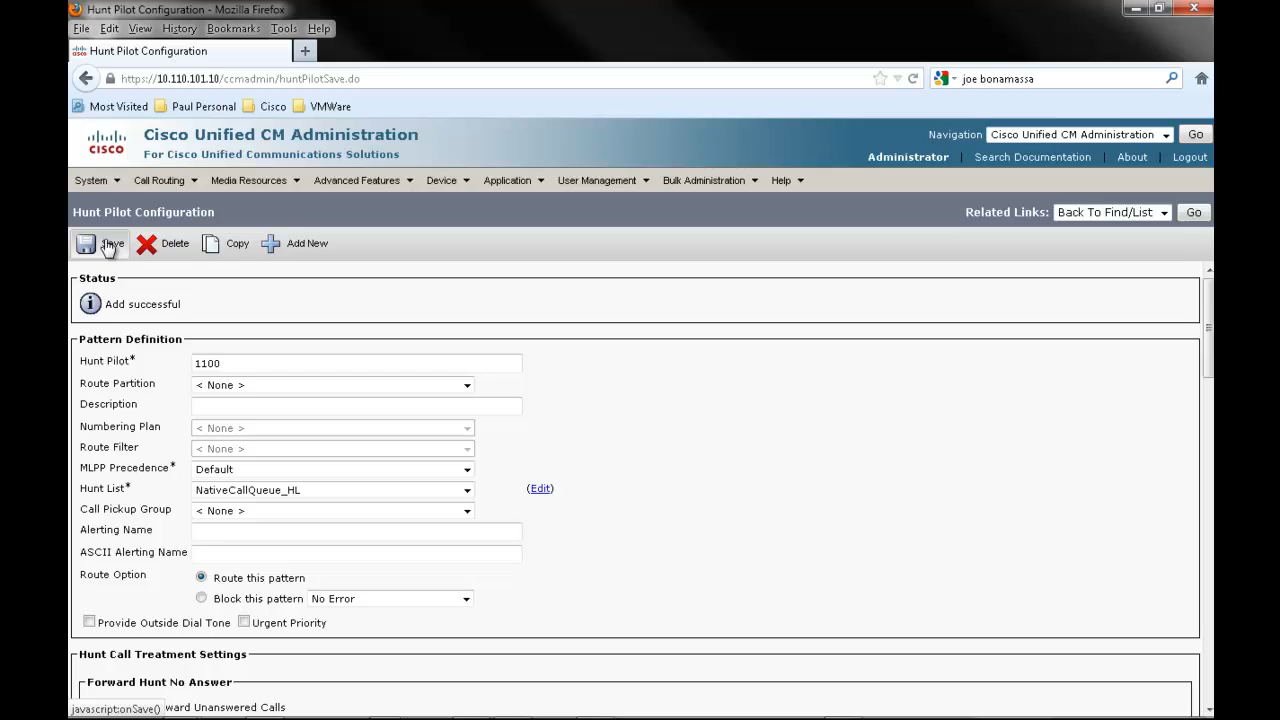 Hunt Pilot Configuration - Mozilla Firefox
File Edit View History Bookmarks Tools Help
Hunt Pilot Configuration
https://10.110.101.10/ccmadmin/huntPilotSave.do
joe bonamassa
Most Visited Paul Personal Cisco VMWare
CISCO
Cisco Unified CM Administration
For Cisco Unified Communications Solutions
Navigation Cisco Unified CM Administration Go
Administrator | Search Documentation | About | Logout
System Call Routing Media Resources Advanced Features Device Application User Management Bulk Administration Help
Hunt Pilot Configuration
Related Links: Back To Find/List Go
Save Delete Copy Add New
Status
Add successful
Pattern Definition
Hunt Pilot* 1100
Route Partition < None >
Description
Numbering Plan < None >
Route Filter < None >
MLPP Precedence* Default
Hunt List* NativeCallQueue_HL (Edit)
Call Pickup Group < None >
Alerting Name
ASCII Alerting Name
Route Option Route this pattern
Block this pattern No Error
Provide Outside Dial Tone Urgent Priority
Hunt Call Treatment Settings
Forward Hunt No Answer
ward Unanswered Calls
javascript:onSave()